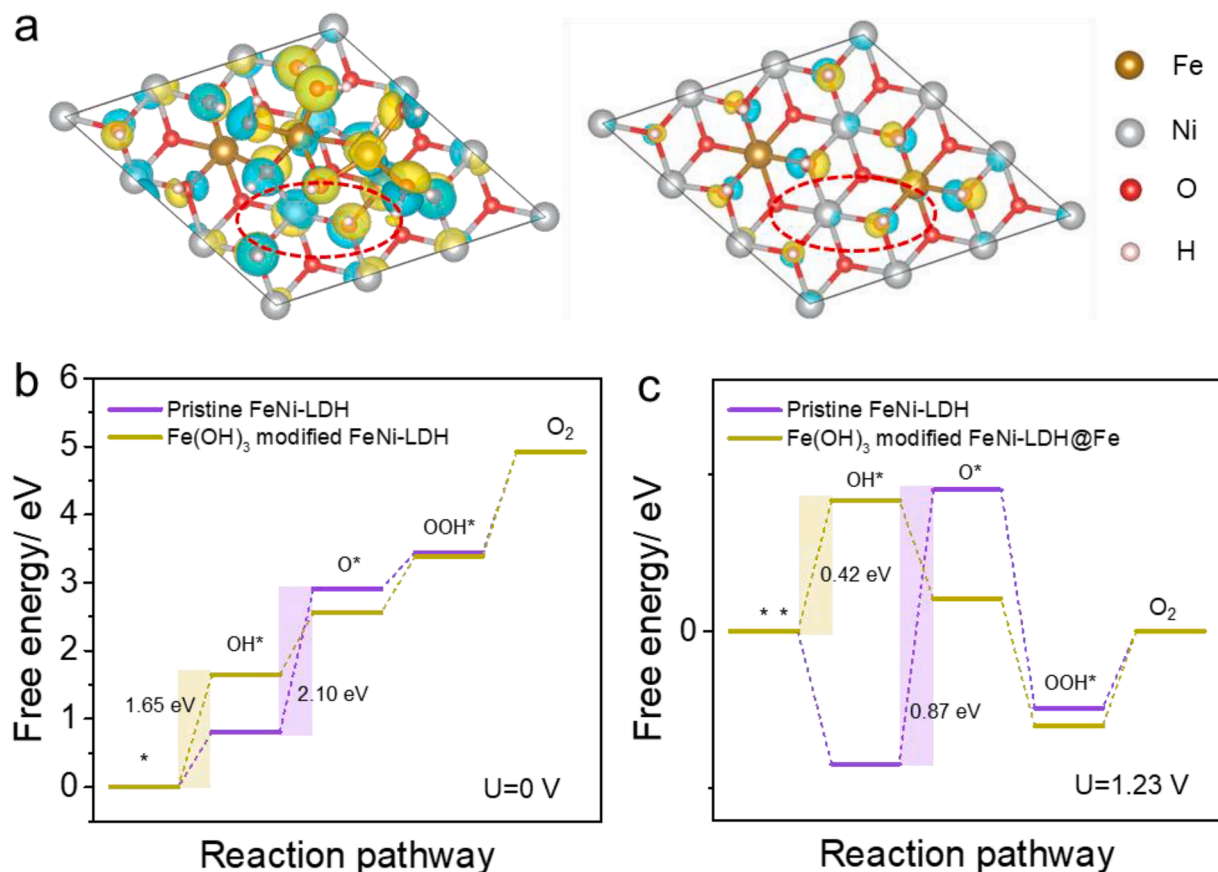 a
Fe
Ni
O
H
b
6
5
4
3
2
1
0
Free energy/ eV
Pristine FeNi-LDH
Fe(OH)₃ modified FeNi-LDH
O₂
OOH*
O*
OH*
1.65 eV
2.10 eV
*
U=0 V
Reaction pathway
c
0
Free energy/ eV
Pristine FeNi-LDH
Fe(OH)₃ modified FeNi-LDH@Fe
OH*
O*
0.42 eV
* *
O₂
OOH*
0.87 eV
U=1.23 V
Reaction pathway